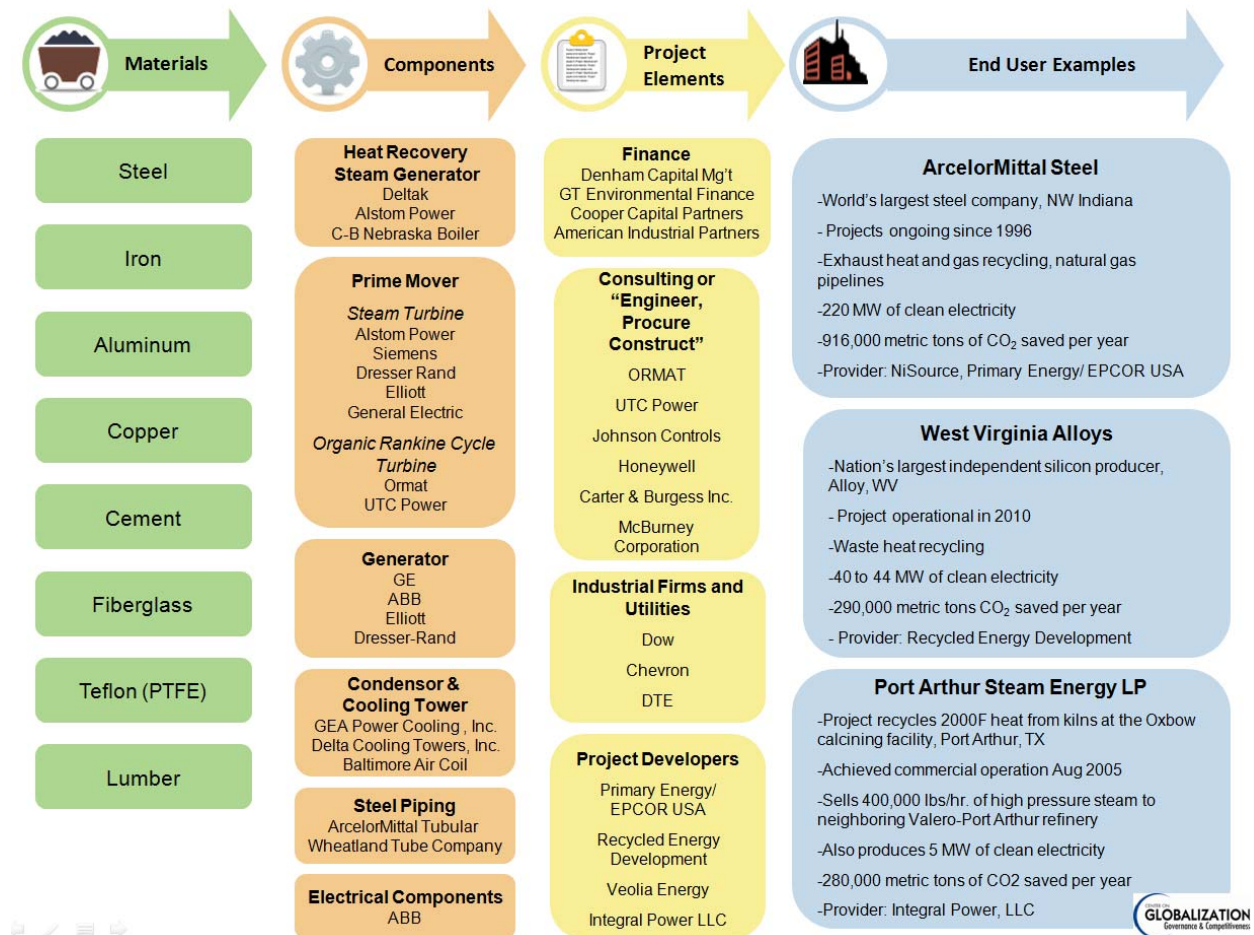 Materials
Components
Project
Elements
End User Examples
Steel
Iron
Aluminum
Copper
Cement
Fiberglass
Teflon (PTFE)
Lumber
Heat Recovery
Steam Generator
Deltak
Alstom Power
C-B Nebraska Boiler
Prime Mover
Steam Turbine
Alstom Power
Siemens
Dresser Rand
Elliott
General Electric
Organic Rankine Cycle
Turbine
Ormat
UTC Power
Generator
GE
ABB
Elliott
Dresser-Rand
Condensor &
Cooling Tower
GEA Power Cooling , Inc.
Delta Cooling Towers, Inc.
Baltimore Air Coil
Steel Piping
ArcelorMittal Tubular
Wheatland Tube Company
Electrical Components
ABB
Finance
Denham Capital Mg't
GT Environmental Finance
Cooper Capital Partners
American Industrial Partners
Consulting or
“Engineer,
Procure
Construct”
ORMAT
UTC Power
Johnson Controls
Honeywell
Carter & Burgess Inc.
McBurney
Corporation
Industrial Firms and
Utilities
Dow
Chevron
DTE
Project Developers
Primary Energy/
EPCOR USA
Recycled Energy
Development
Veolia Energy
Integral Power LLC
ArcelorMittal Steel
-World's largest steel company, NW Indiana
- Projects ongoing since 1996
-Exhaust heat and gas recycling, natural gas
pipelines
-220 MW of clean electricity
-916,000 metric tons of CO₂ saved per year
-Provider: NiSource, Primary Energy/ EPCOR USA
West Virginia Alloys
-Nation's largest independent silicon producer,
Alloy, WV
- Project operational in 2010
-Waste heat recycling
-40 to 44 MW of clean electricity
-290,000 metric tons CO₂ saved per year
- Provider: Recycled Energy Development
Port Arthur Steam Energy LP
-Project recycles 2000F heat from kilns at the Oxbow
calcining facility, Port Arthur, TX
-Achieved commercial operation Aug 2005
-Sells 400,000 lbs/hr. of high pressure steam to
neighboring Valero-Port Arthur refinery
-Also produces 5 MW of clean electricity
-280,000 metric tons of CO2 saved per year
-Provider: Integral Power, LLC
CENTER ON
GLOBALIZATION
Governance & Competitiveness